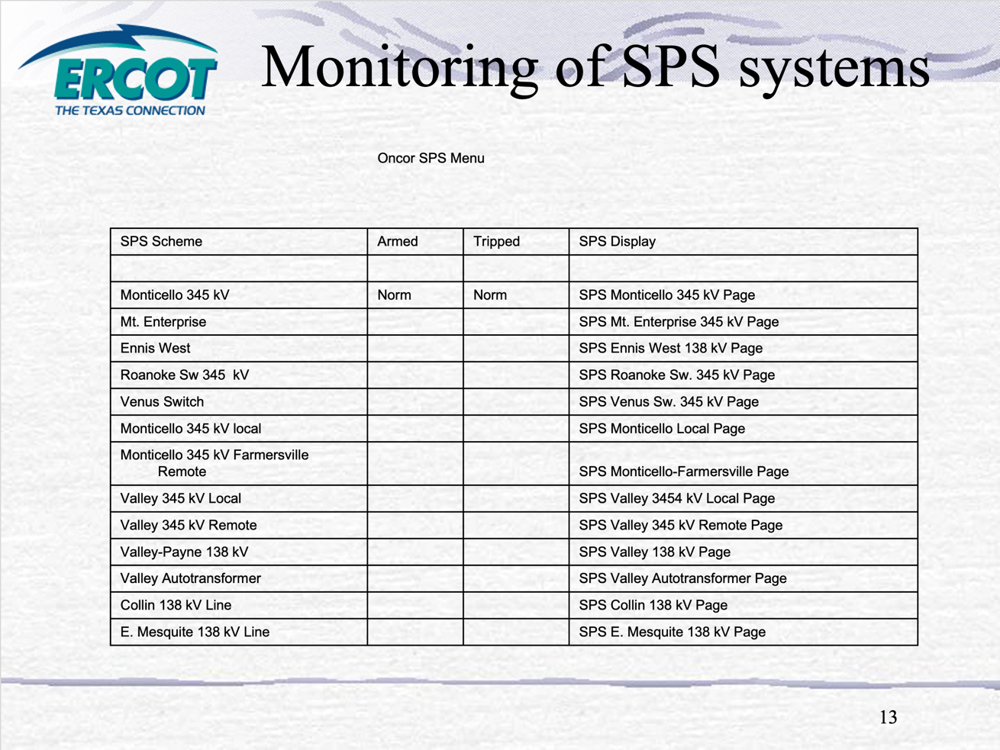 ERCOT
THE TEXAS CONNECTION
Monitoring of SPS systems
Oncor SPS Menu
SPS Scheme Armed Tripped SPS Display
Monticello 345 kV Norm Norm SPS Monticello 345 kV Page
Mt. Enterprise SPS Mt. Enterprise 345 kV Page
Ennis West SPS Ennis West 138 kV Page
Roanoke Sw 345  kV SPS Roanoke Sw. 345 kV Page
Venus Switch SPS Venus Sw. 345 kV Page
Monticello 345 kV local SPS Monticello Local Page
Monticello 345 kV Farmersville
Remote SPS Monticello-Farmersville Page
Valley 345 kV Local SPS Valley 3454 kV Local Page
Valley 345 kV Remote SPS Valley 345 kV Remote Page
Valley-Payne 138 kV SPS Valley 138 kV Page
Valley Autotransformer SPS Valley Autotransformer Page
Collin 138 kV Line SPS Collin 138 kV Page
E. Mesquite 138 kV Line SPS E. Mesquite 138 kV Page
13